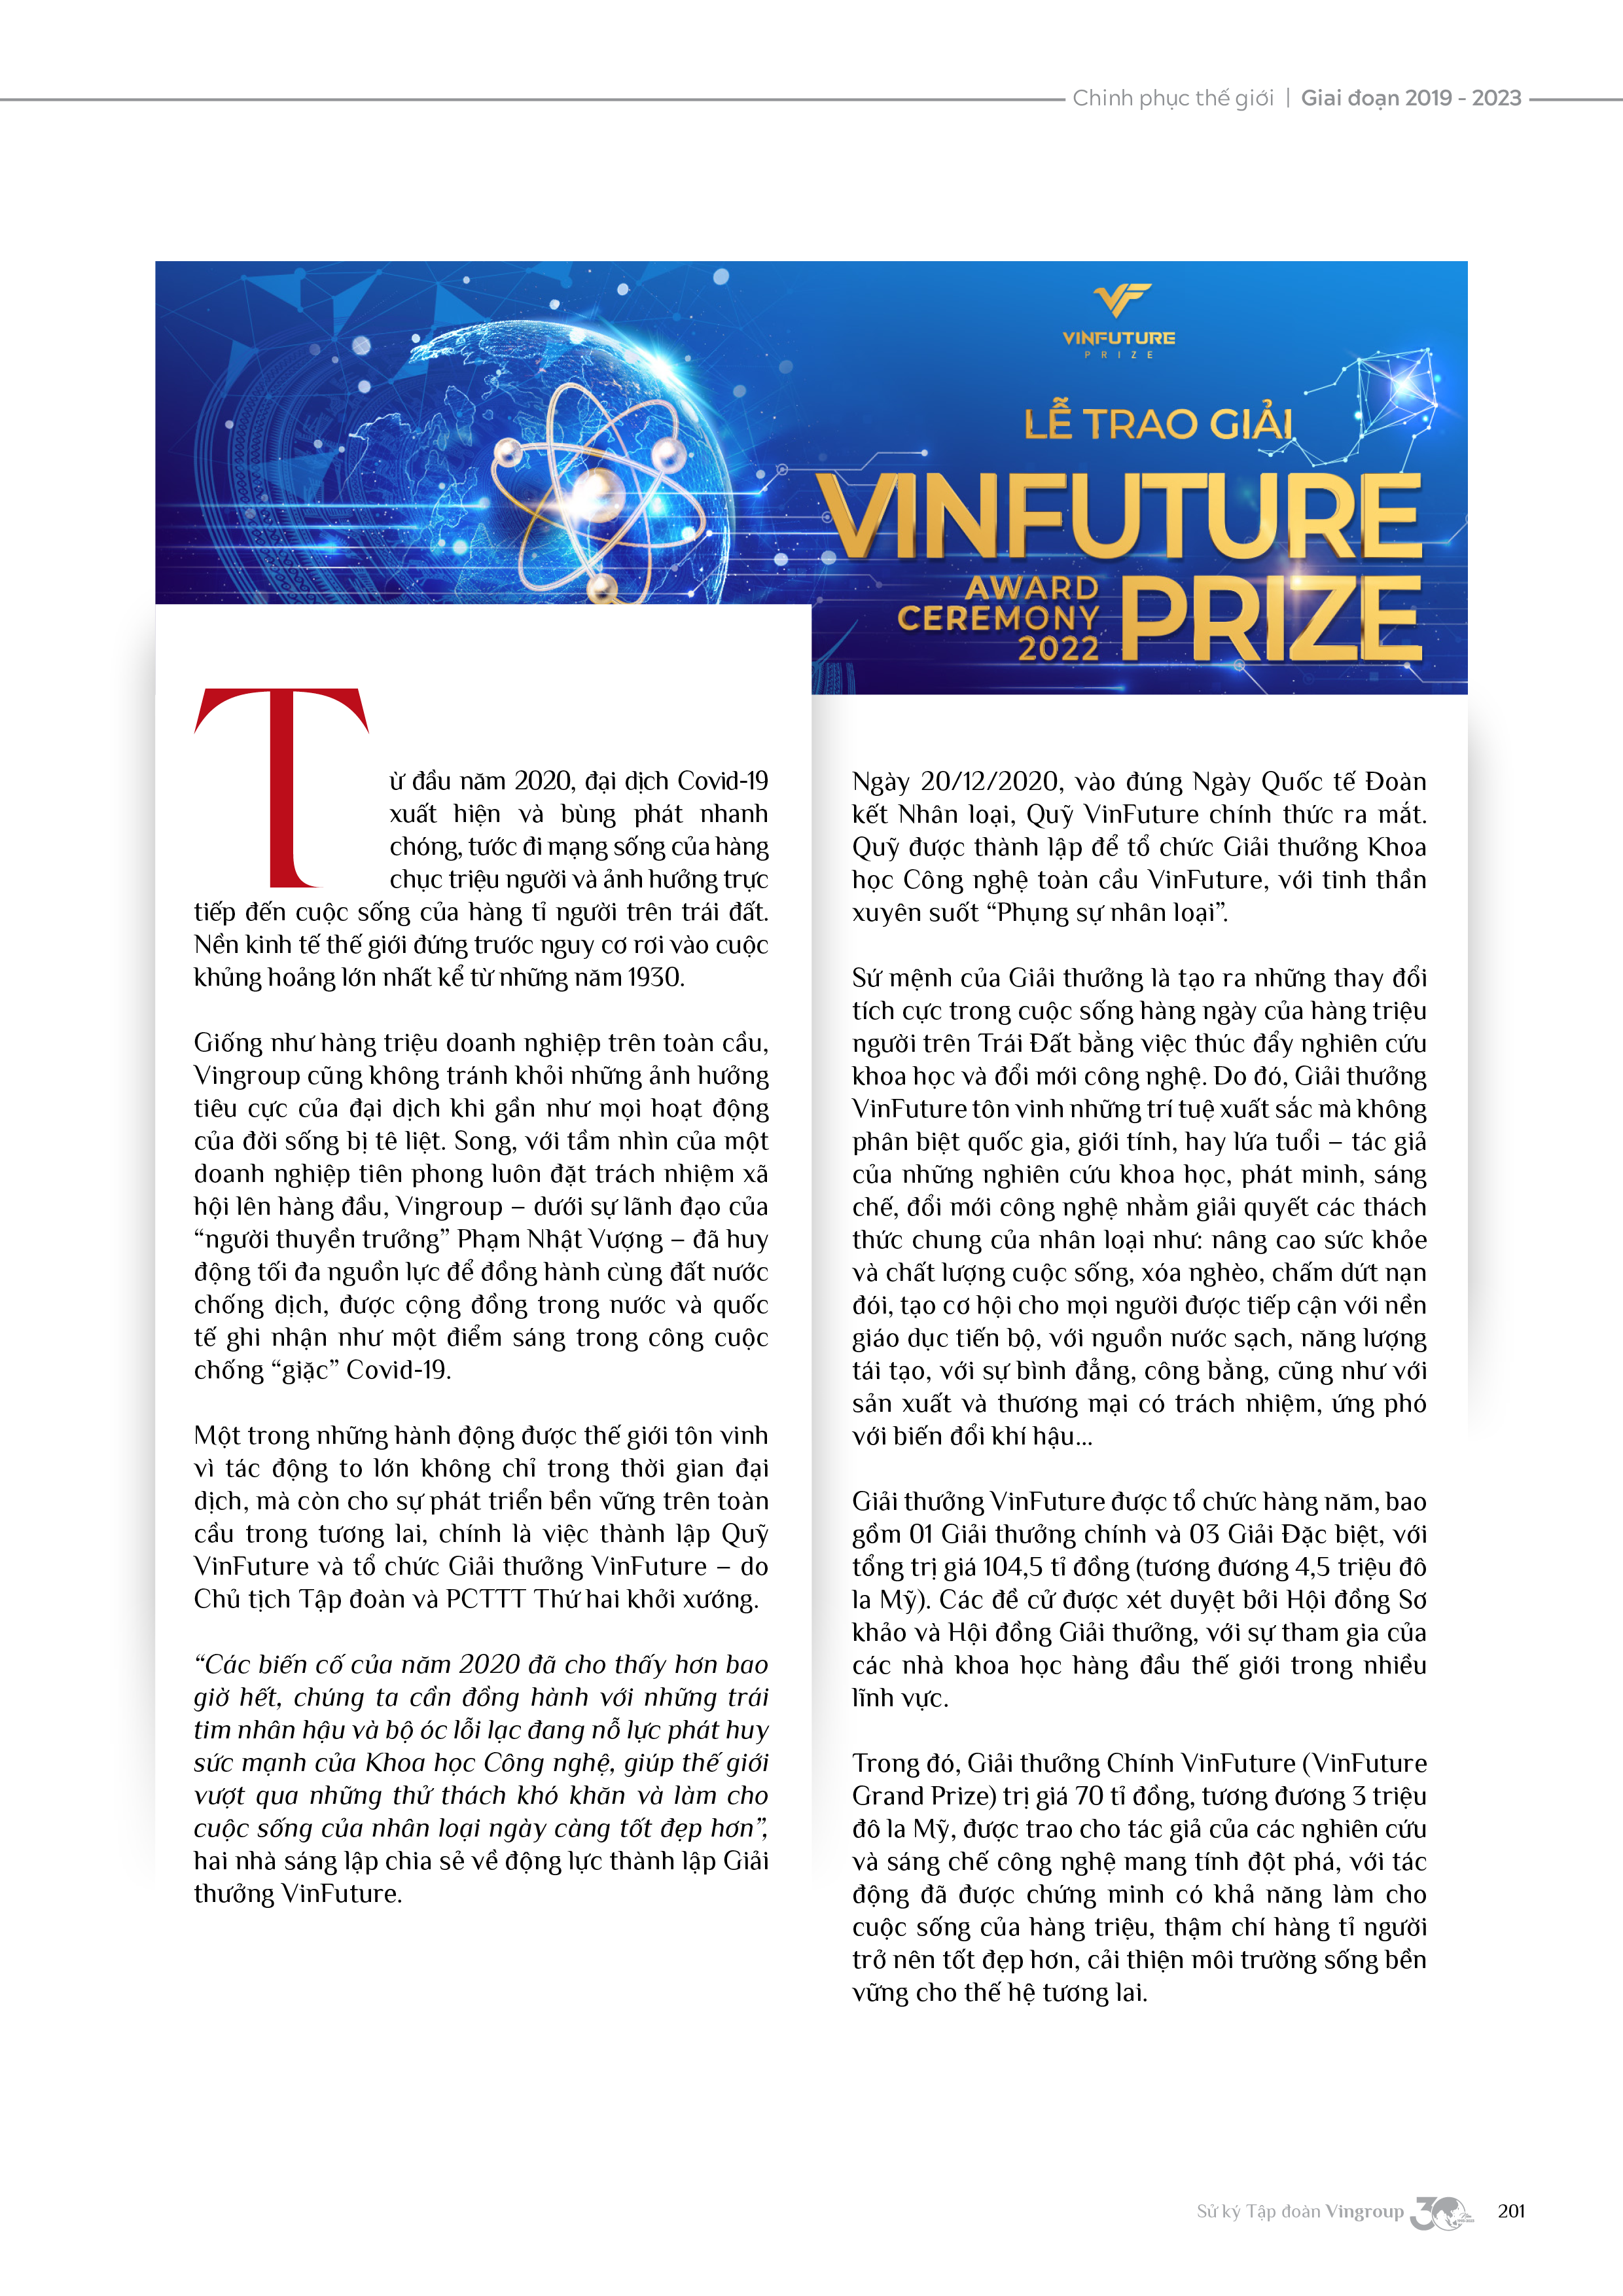 Chinh phục thế giới | Giai đoạn 2019 - 2023
VINFUTURE
PRIZE
LỄ TRAO GIẢI
VINFUTURE
AWARD
CEREMONY
2022
PRIZE
Từ đầu năm 2020, đại dịch Covid-19
xuất hiện và bùng phát nhanh
chóng, tước đi mạng sống của hàng
chục triệu người và ảnh hưởng trực
tiếp đến cuộc sống của hàng tỉ người trên trái đất.
Nền kinh tế thế giới đứng trước nguy cơ rơi vào cuộc
khủng hoảng lớn nhất kể từ những năm 1930.
Giống như hàng triệu doanh nghiệp trên toàn cầu,
Vingroup cũng không tránh khỏi những ảnh hưởng
tiêu cực của đại dịch khi gần như mọi hoạt động
của đời sống bị tê liệt. Song, với tầm nhìn của một
doanh nghiệp tiên phong luôn đặt trách nhiệm xã
hội lên hàng đầu, Vingroup – dưới sự lãnh đạo của
“người thuyền trưởng” Phạm Nhật Vượng – đã huy
động tối đa nguồn lực để đồng hành cùng đất nước
chống dịch, được cộng đồng trong nước và quốc
tế ghi nhận như một điểm sáng trong công cuộc
chống “giặc” Covid-19.
Một trong những hành động được thế giới tôn vinh
vì tác động to lớn không chỉ trong thời gian đại
dịch, mà còn cho sự phát triển bền vững trên toàn
cầu trong tương lai, chính là việc thành lập Quỹ
VinFuture và tổ chức Giải thưởng VinFuture – do
Chủ tịch Tập đoàn và PCTTT Thứ hai khởi xướng.
“Các biến cố của năm 2020 đã cho thấy hơn bao
giờ hết, chúng ta cần đồng hành với những trái
tim nhân hậu và bộ óc lỗi lạc đang nỗ lực phát huy
sức mạnh của Khoa học Công nghệ, giúp thế giới
vượt qua những thử thách khó khăn và làm cho
cuộc sống của nhân loại ngày càng tốt đẹp hơn”,
hai nhà sáng lập chia sẻ về động lực thành lập Giải
thưởng VinFuture.
Ngày 20/12/2020, vào đúng Ngày Quốc tế Đoàn
kết Nhân loại, Quỹ VinFuture chính thức ra mắt.
Quỹ được thành lập để tổ chức Giải thưởng Khoa
học Công nghệ toàn cầu VinFuture, với tinh thần
xuyên suốt “Phụng sự nhân loại”.
Sứ mệnh của Giải thưởng là tạo ra những thay đổi
tích cực trong cuộc sống hàng ngày của hàng triệu
người trên Trái Đất bằng việc thúc đẩy nghiên cứu
khoa học và đổi mới công nghệ. Do đó, Giải thưởng
VinFuture tôn vinh những trí tuệ xuất sắc mà không
phân biệt quốc gia, giới tính, hay lứa tuổi – tác giả
của những nghiên cứu khoa học, phát minh, sáng
chế, đổi mới công nghệ nhằm giải quyết các thách
thức chung của nhân loại như: nâng cao sức khỏe
và chất lượng cuộc sống, xóa nghèo, chấm dứt nạn
đói, tạo cơ hội cho mọi người được tiếp cận với nền
giáo dục tiến bộ, với nguồn nước sạch, năng lượng
tái tạo, với sự bình đẳng, công bằng, cũng như với
sản xuất và thương mại có trách nhiệm, ứng phó
với biến đổi khí hậu...
Giải thưởng VinFuture được tổ chức hàng năm, bao
gồm 01 Giải thưởng chính và 03 Giải Đặc biệt, với
tổng trị giá 104,5 tỉ đồng (tương đương 4,5 triệu đô
la Mỹ). Các đề cử được xét duyệt bởi Hội đồng Sơ
khảo và Hội đồng Giải thưởng, với sự tham gia của
các nhà khoa học hàng đầu thế giới trong nhiều
lĩnh vực.
Trong đó, Giải thưởng Chính VinFuture (VinFuture
Grand Prize) trị giá 70 tỉ đồng, tương đương 3 triệu
đô la Mỹ, được trao cho tác giả của các nghiên cứu
và sáng chế công nghệ mang tính đột phá, với tác
động đã được chứng minh có khả năng làm cho
cuộc sống của hàng triệu, thậm chí hàng tỉ người
trở nên tốt đẹp hơn, cải thiện môi trường sống bền
vững cho thế hệ tương lai.
Sử ký Tập đoàn Vingroup 30 201